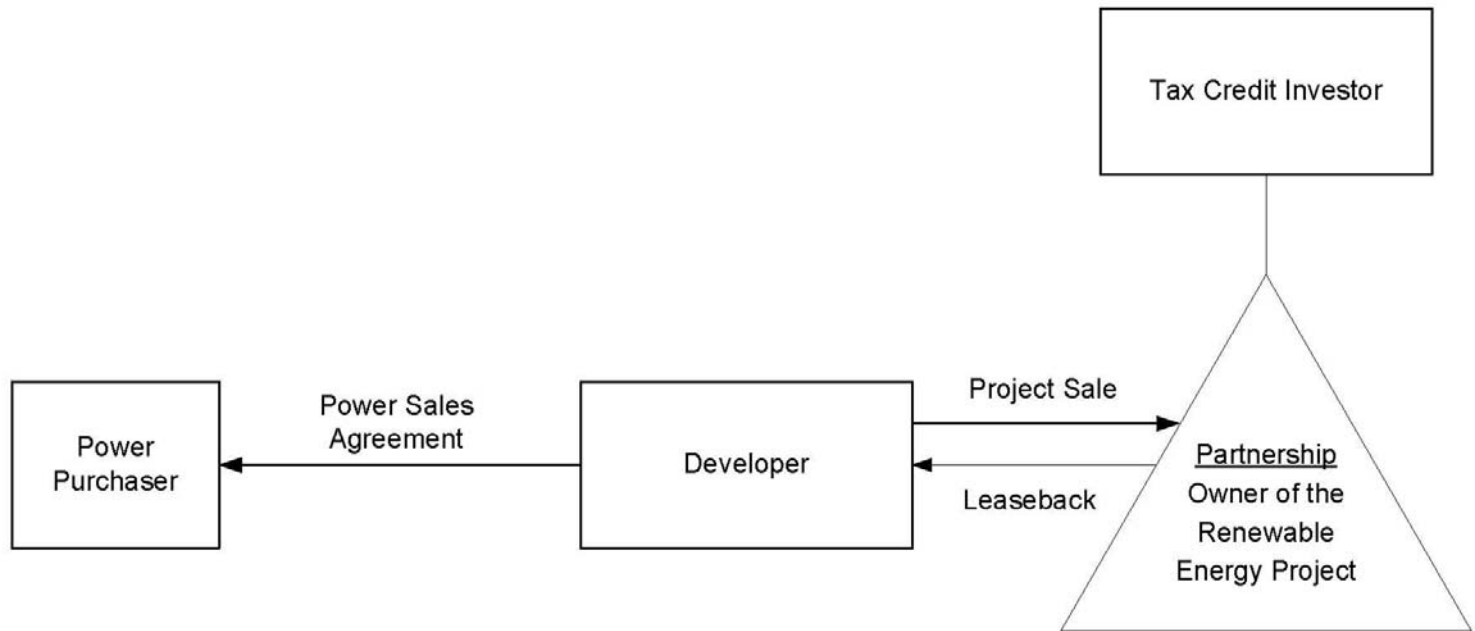 Tax Credit Investor
Power Sales
Agreement
Project Sale
Power
Purchaser
Developer
Leaseback
Partnership
Owner of the
Renewable
Energy Project